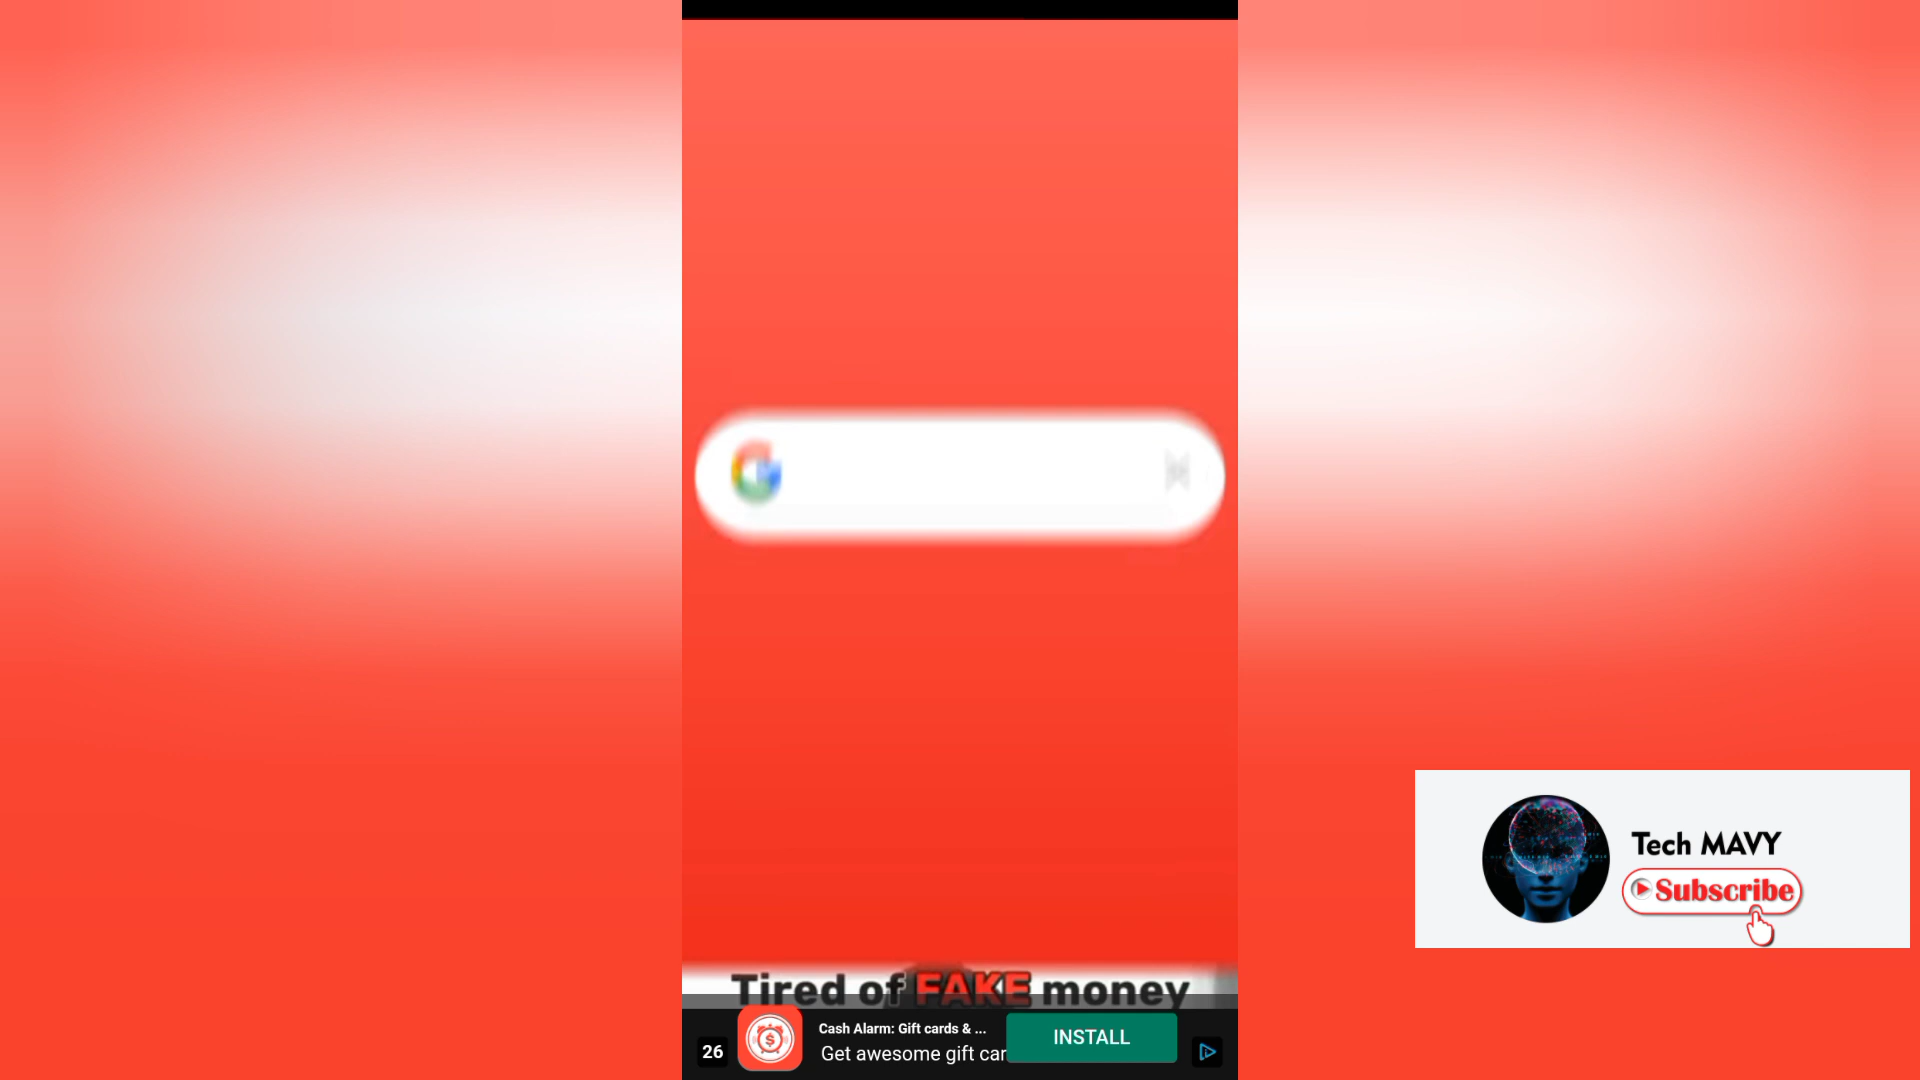 Tired of FAKE money
Cash Alarm: Gift cards & ...
Get awesome gift car
INSTALL
26
Tech MAVY
Subscribe